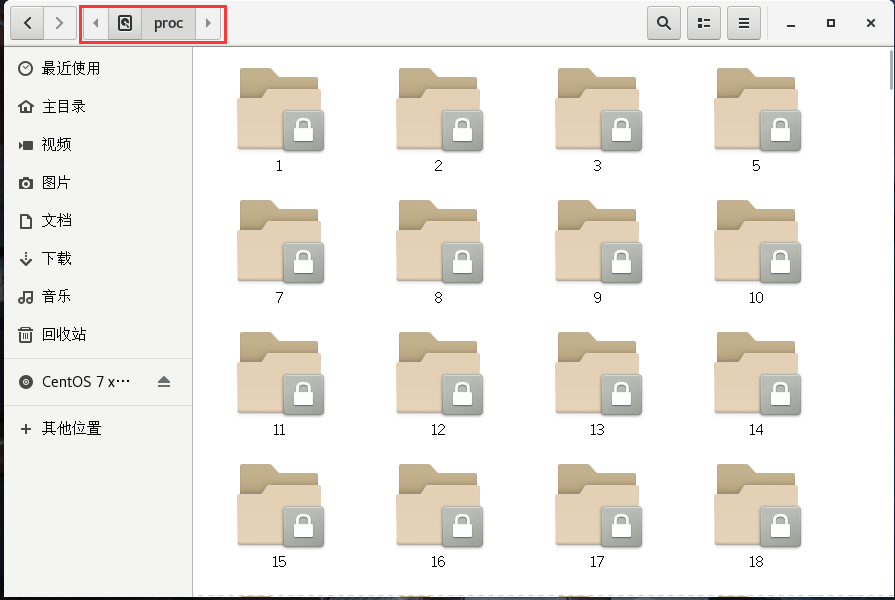 proc
最近使用
主目录
视频
图片
文档
下载
音乐
回收站
CentOS 7 x⋯
其他位置
1 2 3 5
7 8 9 10
11 12 13 14
15 16 17 18